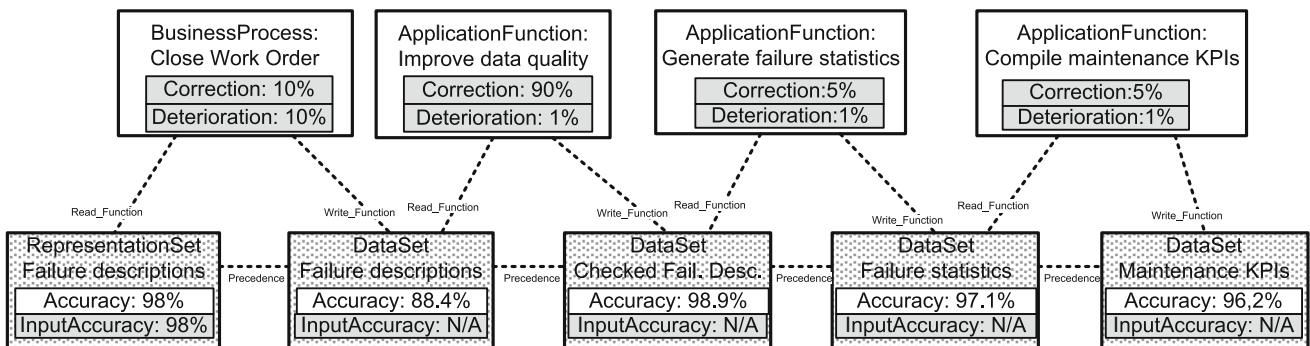 BusinessProcess:
Close Work Order
Correction: 10%
Deterioration: 10%
ApplicationFunction:
Improve data quality
Correction: 90%
Deterioration: 1%
ApplicationFunction:
Generate failure statistics
Correction:5%
Deterioration:1%
ApplicationFunction:
Compile maintenance KPIs
Correction:5%
Deterioration:1%
Read_Function
Write_Function
Read_Function
Write_Function
Read_Function
Write_Function
Read_Function
Write_Function
RepresentationSet
Failure descriptions
Accuracy: 98%
InputAccuracy: 98%
Precedence
DataSet
Failure descriptions
Accuracy: 88.4%
InputAccuracy: N/A
Precedence
DataSet
Checked Fail. Desc.
Accuracy: 98.9%
InputAccuracy: N/A
Precedence
DataSet
Failure statistics
Accuracy: 97.1%
InputAccuracy: N/A
Precedence
DataSet
Maintenance KPIs
Accuracy: 96,2%
InputAccuracy: N/A